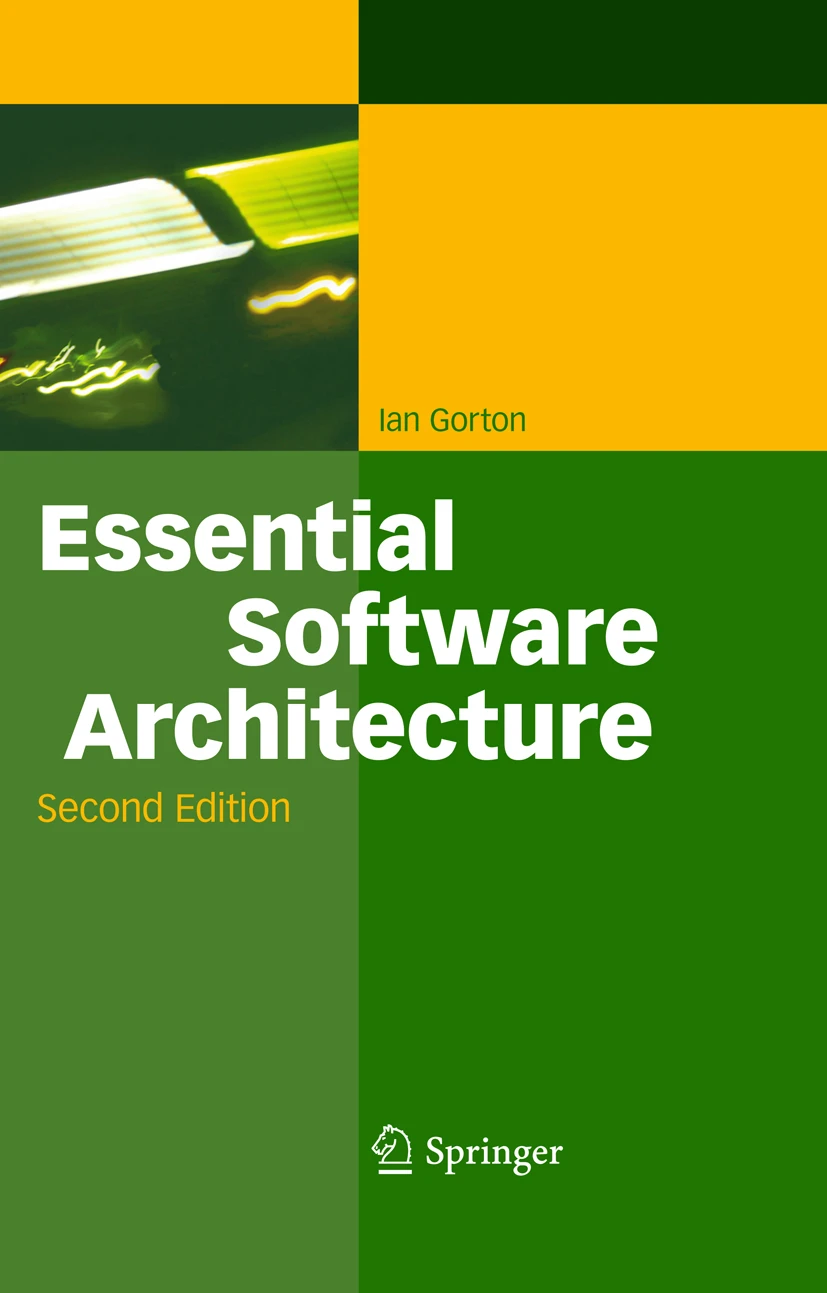 Ian Gorton
Essential
Software
Architecture
Second Edition
Springer